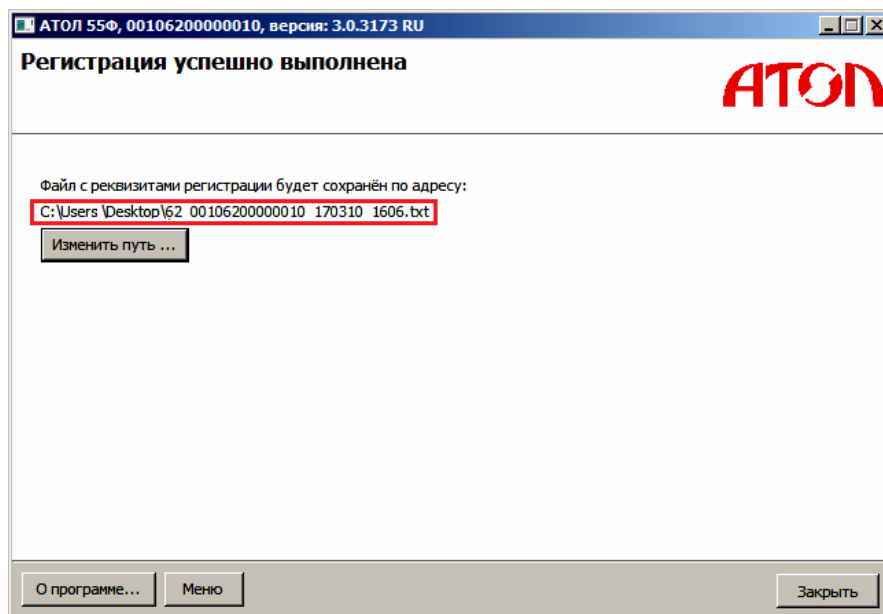 АТОЛ 55Ф, 00106200000010, версия: 3.0.3173 RU
Регистрация успешно выполнена
АТОЛ
Файл с реквизитами регистрации будет сохранён по адресу:
C:\Users \Desktop\62 00106200000010 170310 1606.txt
Изменить путь ...
О программе...
Меню
Закрыть